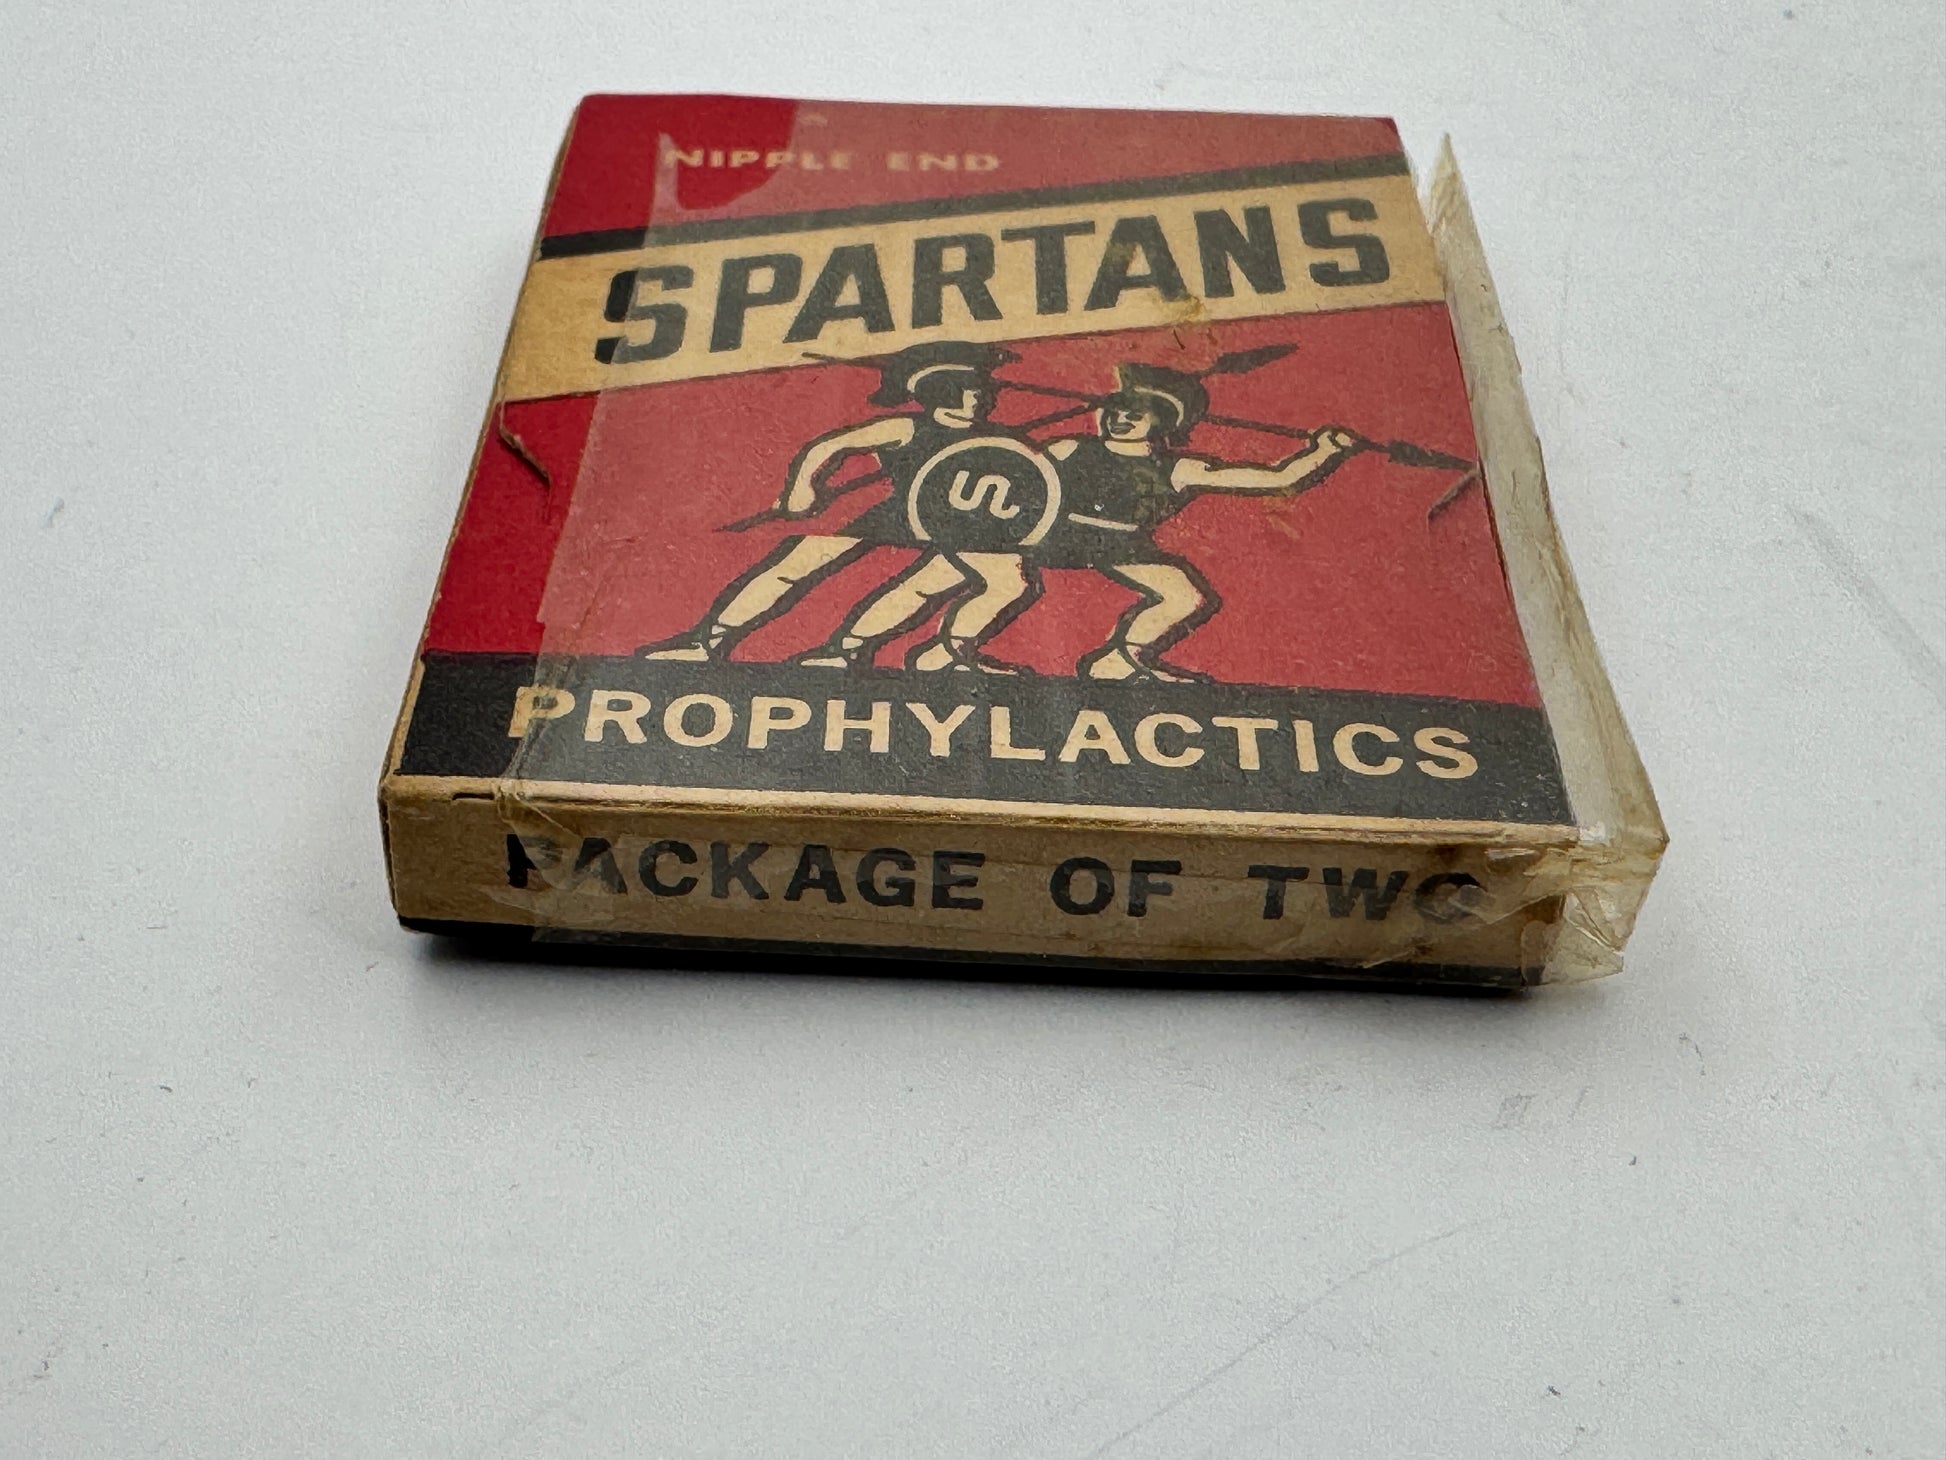 NIPPLE END
SPARTANS
S
PROPHYLACTICS
PACKAGE OF TWO